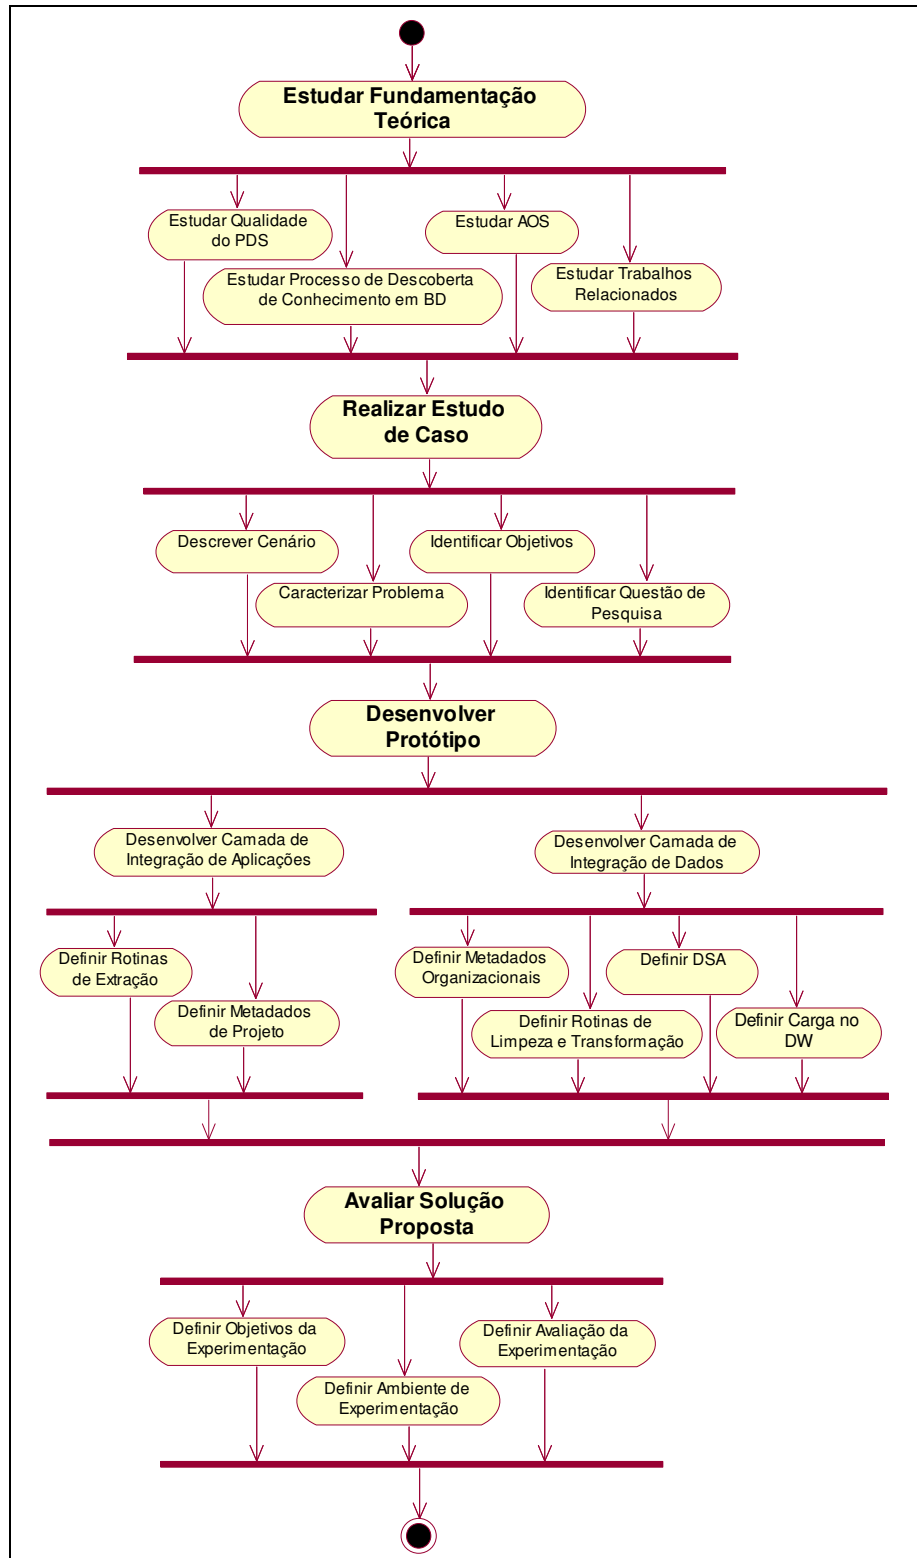 Estudar Fundamentação
Teórica
Estudar Qualidade
do PDS
Estudar AOS
Estudar Processo de Descoberta
de Conhecimento em BD
Estudar Trabalhos
Relacionados
Realizar Estudo
de Caso
Descrever Cenário
Identificar Objetivos
Caracterizar Problema
Identificar Questão de
Pesquisa
Desenvolver
Protótipo
Desenvolver Camada de
Integração de Aplicações
Desenvolver Camada de
Integração de Dados
Definir Rotinas
de Extração
Definir Metadados
de Projeto
Definir Metadados
Organizacionais
Definir DSA
Definir Rotinas de
Limpeza e Transformação
Definir Carga no
DW
Avaliar Solução
Proposta
Definir Objetivos da
Experimentação
Definir Avaliação da
Experimentação
Definir Ambiente de
Experimentação